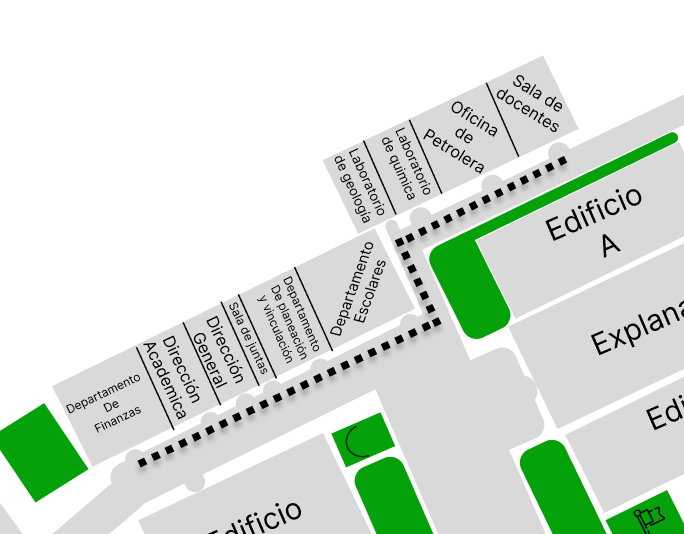 Sala de
docentes
Oficina
de
Petrolera
Laboratorio
de quimica
Laboratorio
de geología
Departamento
Escolares
Departamento
De planeación
y vinculación
Sala de juntas
Dirección
General
Dirección
Academica
Departamento
De
Finanzas
Edificio
A
Explana
Edi
Edificio